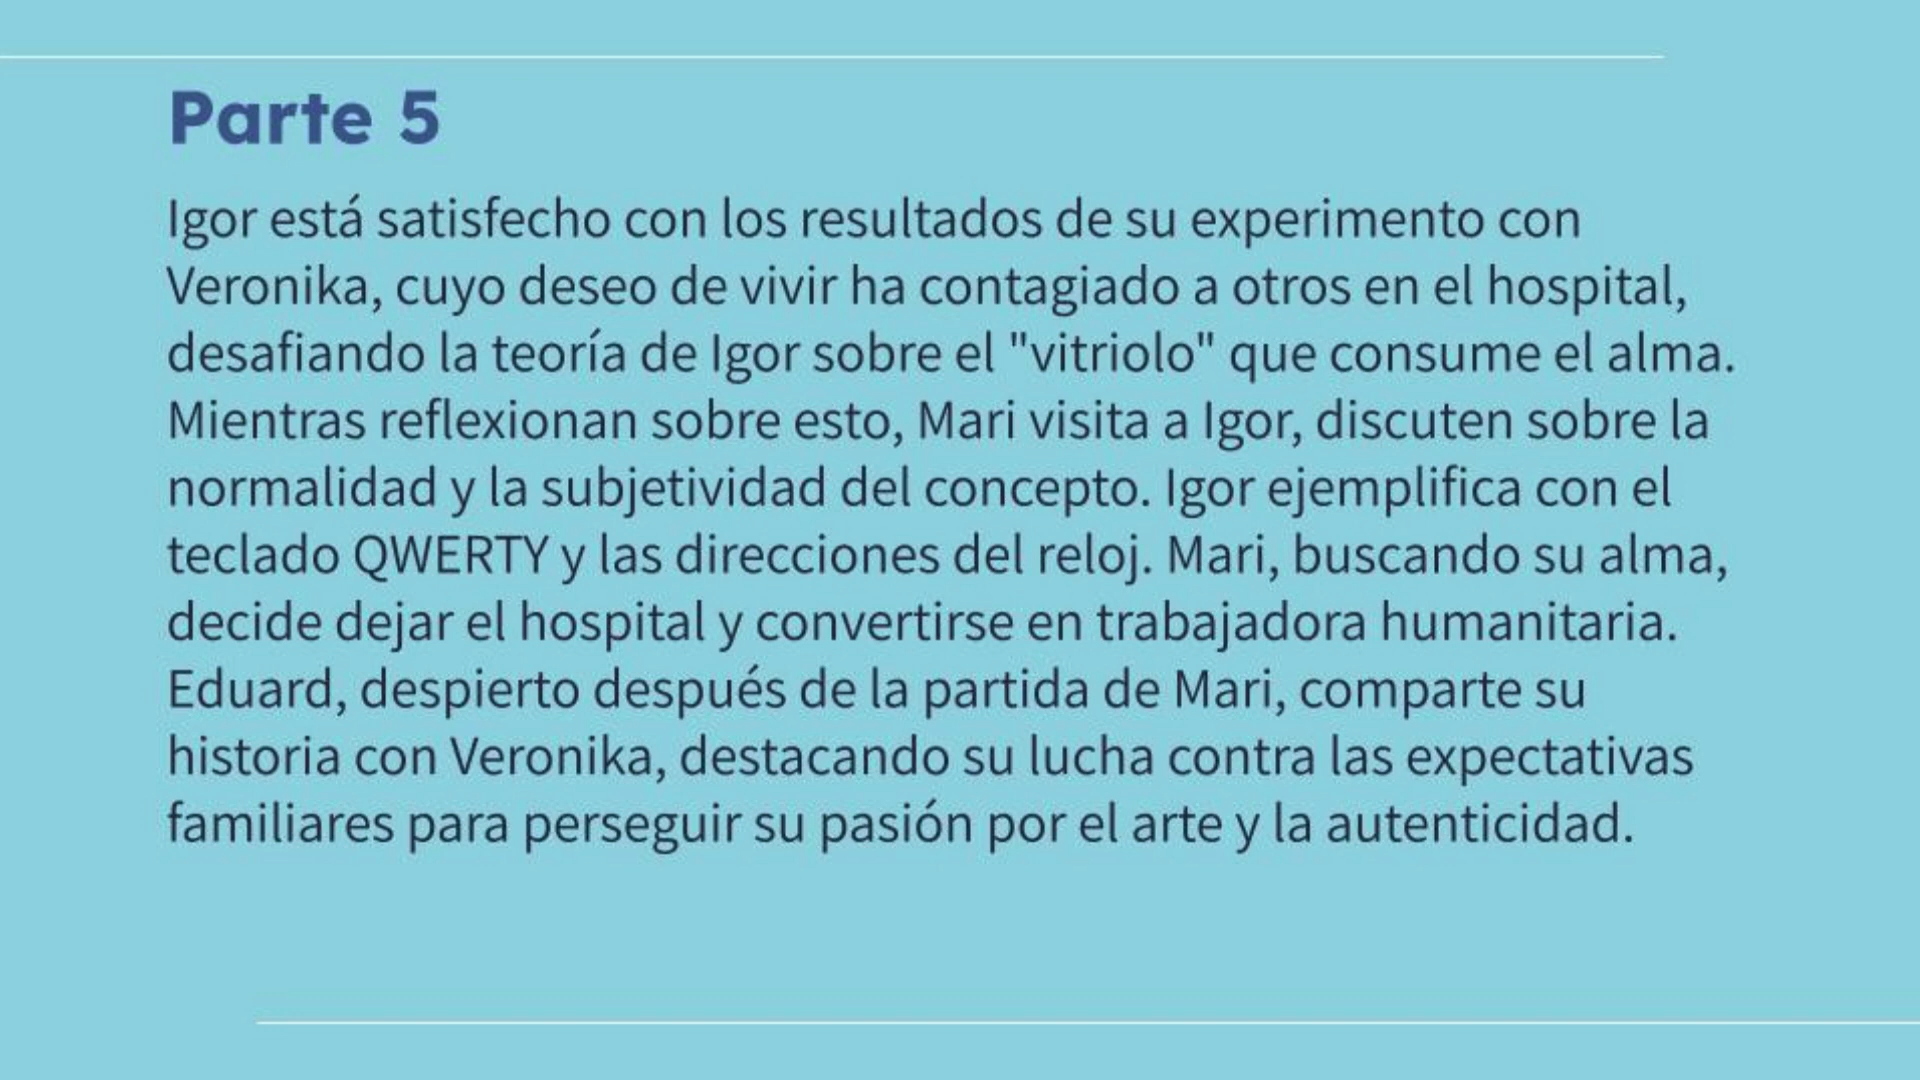 Parte 5
Igor está satisfecho con los resultados de su experimento con
Veronika, cuyo deseo de vivir ha contagiado a otros en el hospital,
desafiando la teoría de Igor sobre el "vitriolo" que consume el alma.
Mientras reflexionan sobre esto, Mari visita a Igor, discuten sobre la
normalidad y la subjetividad del concepto. Igor ejemplifica con el
teclado QWERTY y las direcciones del reloj. Mari, buscando su alma,
decide dejar el hospital y convertirse en trabajadora humanitaria.
Eduard, despierto después de la partida de Mari, comparte su
historia con Veronika, destacando su lucha contra las expectativas
familiares para perseguir su pasión por el arte y la autenticidad.